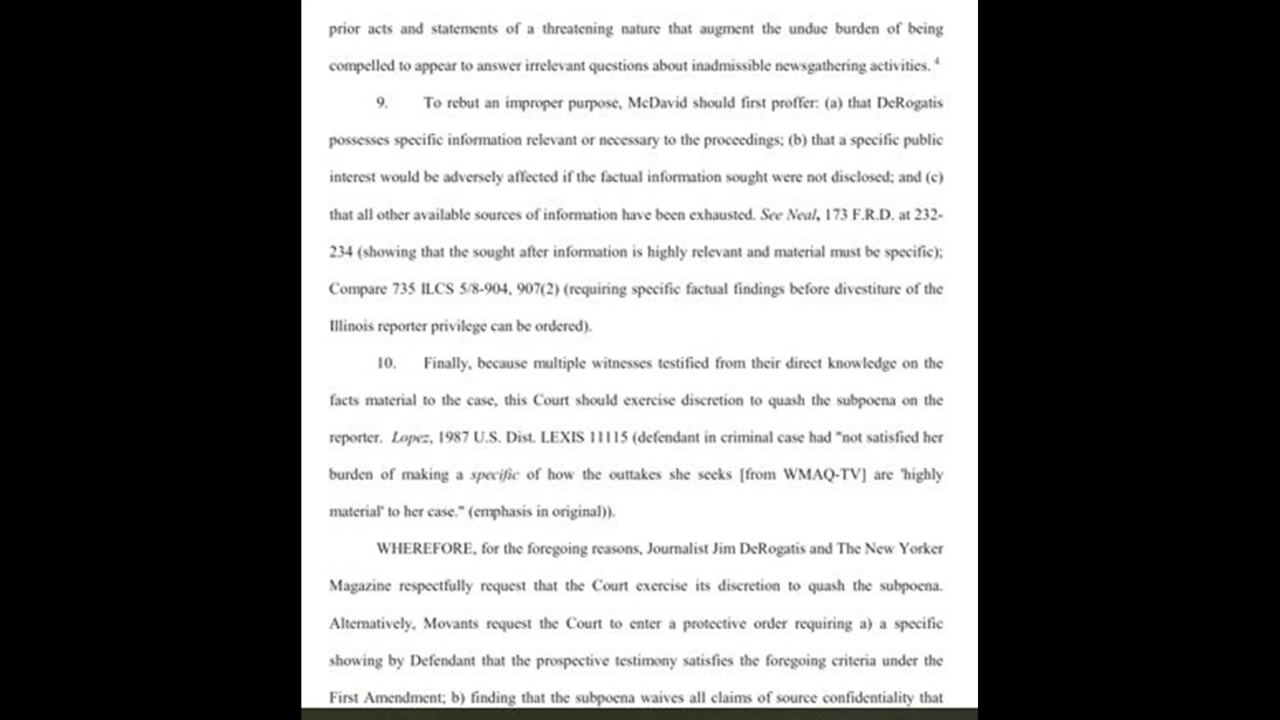 prior acts and statements of a threatening nature that augment the undue burden of being
compelled to appear to answer irrelevant questions about inadmissible newsgathering activities. 4
9. To rebut an improper purpose, McDavid should first proffer: (a) that DeRogatis
possesses specific information relevant or necessary to the proceedings; (b) that a specific public
interest would be adversely affected if the factual information sought were not disclosed; and (c)
that all other available sources of information have been exhausted. See Neal, 173 F.R.D. at 232-
234 (showing that the sought after information is highly relevant and material must be specific);
Compare 735 ILCS 5/8-904, 907(2) (requiring specific factual findings before divestiture of the
Illinois reporter privilege can be ordered).
10. Finally, because multiple witnesses testified from their direct knowledge on the
facts material to the case, this Court should exercise discretion to quash the subpoena on the
reporter. Lopez, 1987 U.S. Dist. LEXIS 11115 (defendant in criminal case had "not satisfied her
burden of making a specific of how the outtakes she seeks [from WMAQ-TV] are 'highly
material' to her case." (emphasis in original)).
WHEREFORE, for the foregoing reasons, Journalist Jim DeRogatis and The New Yorker
Magazine respectfully request that the Court exercise its discretion to quash the subpoena.
Alternatively, Movants request the Court to enter a protective order requiring a) a specific
showing by Defendant that the prospective testimony satisfies the foregoing criteria under the
First Amendment; b) finding that the subpoena waives all claims of source confidentiality that